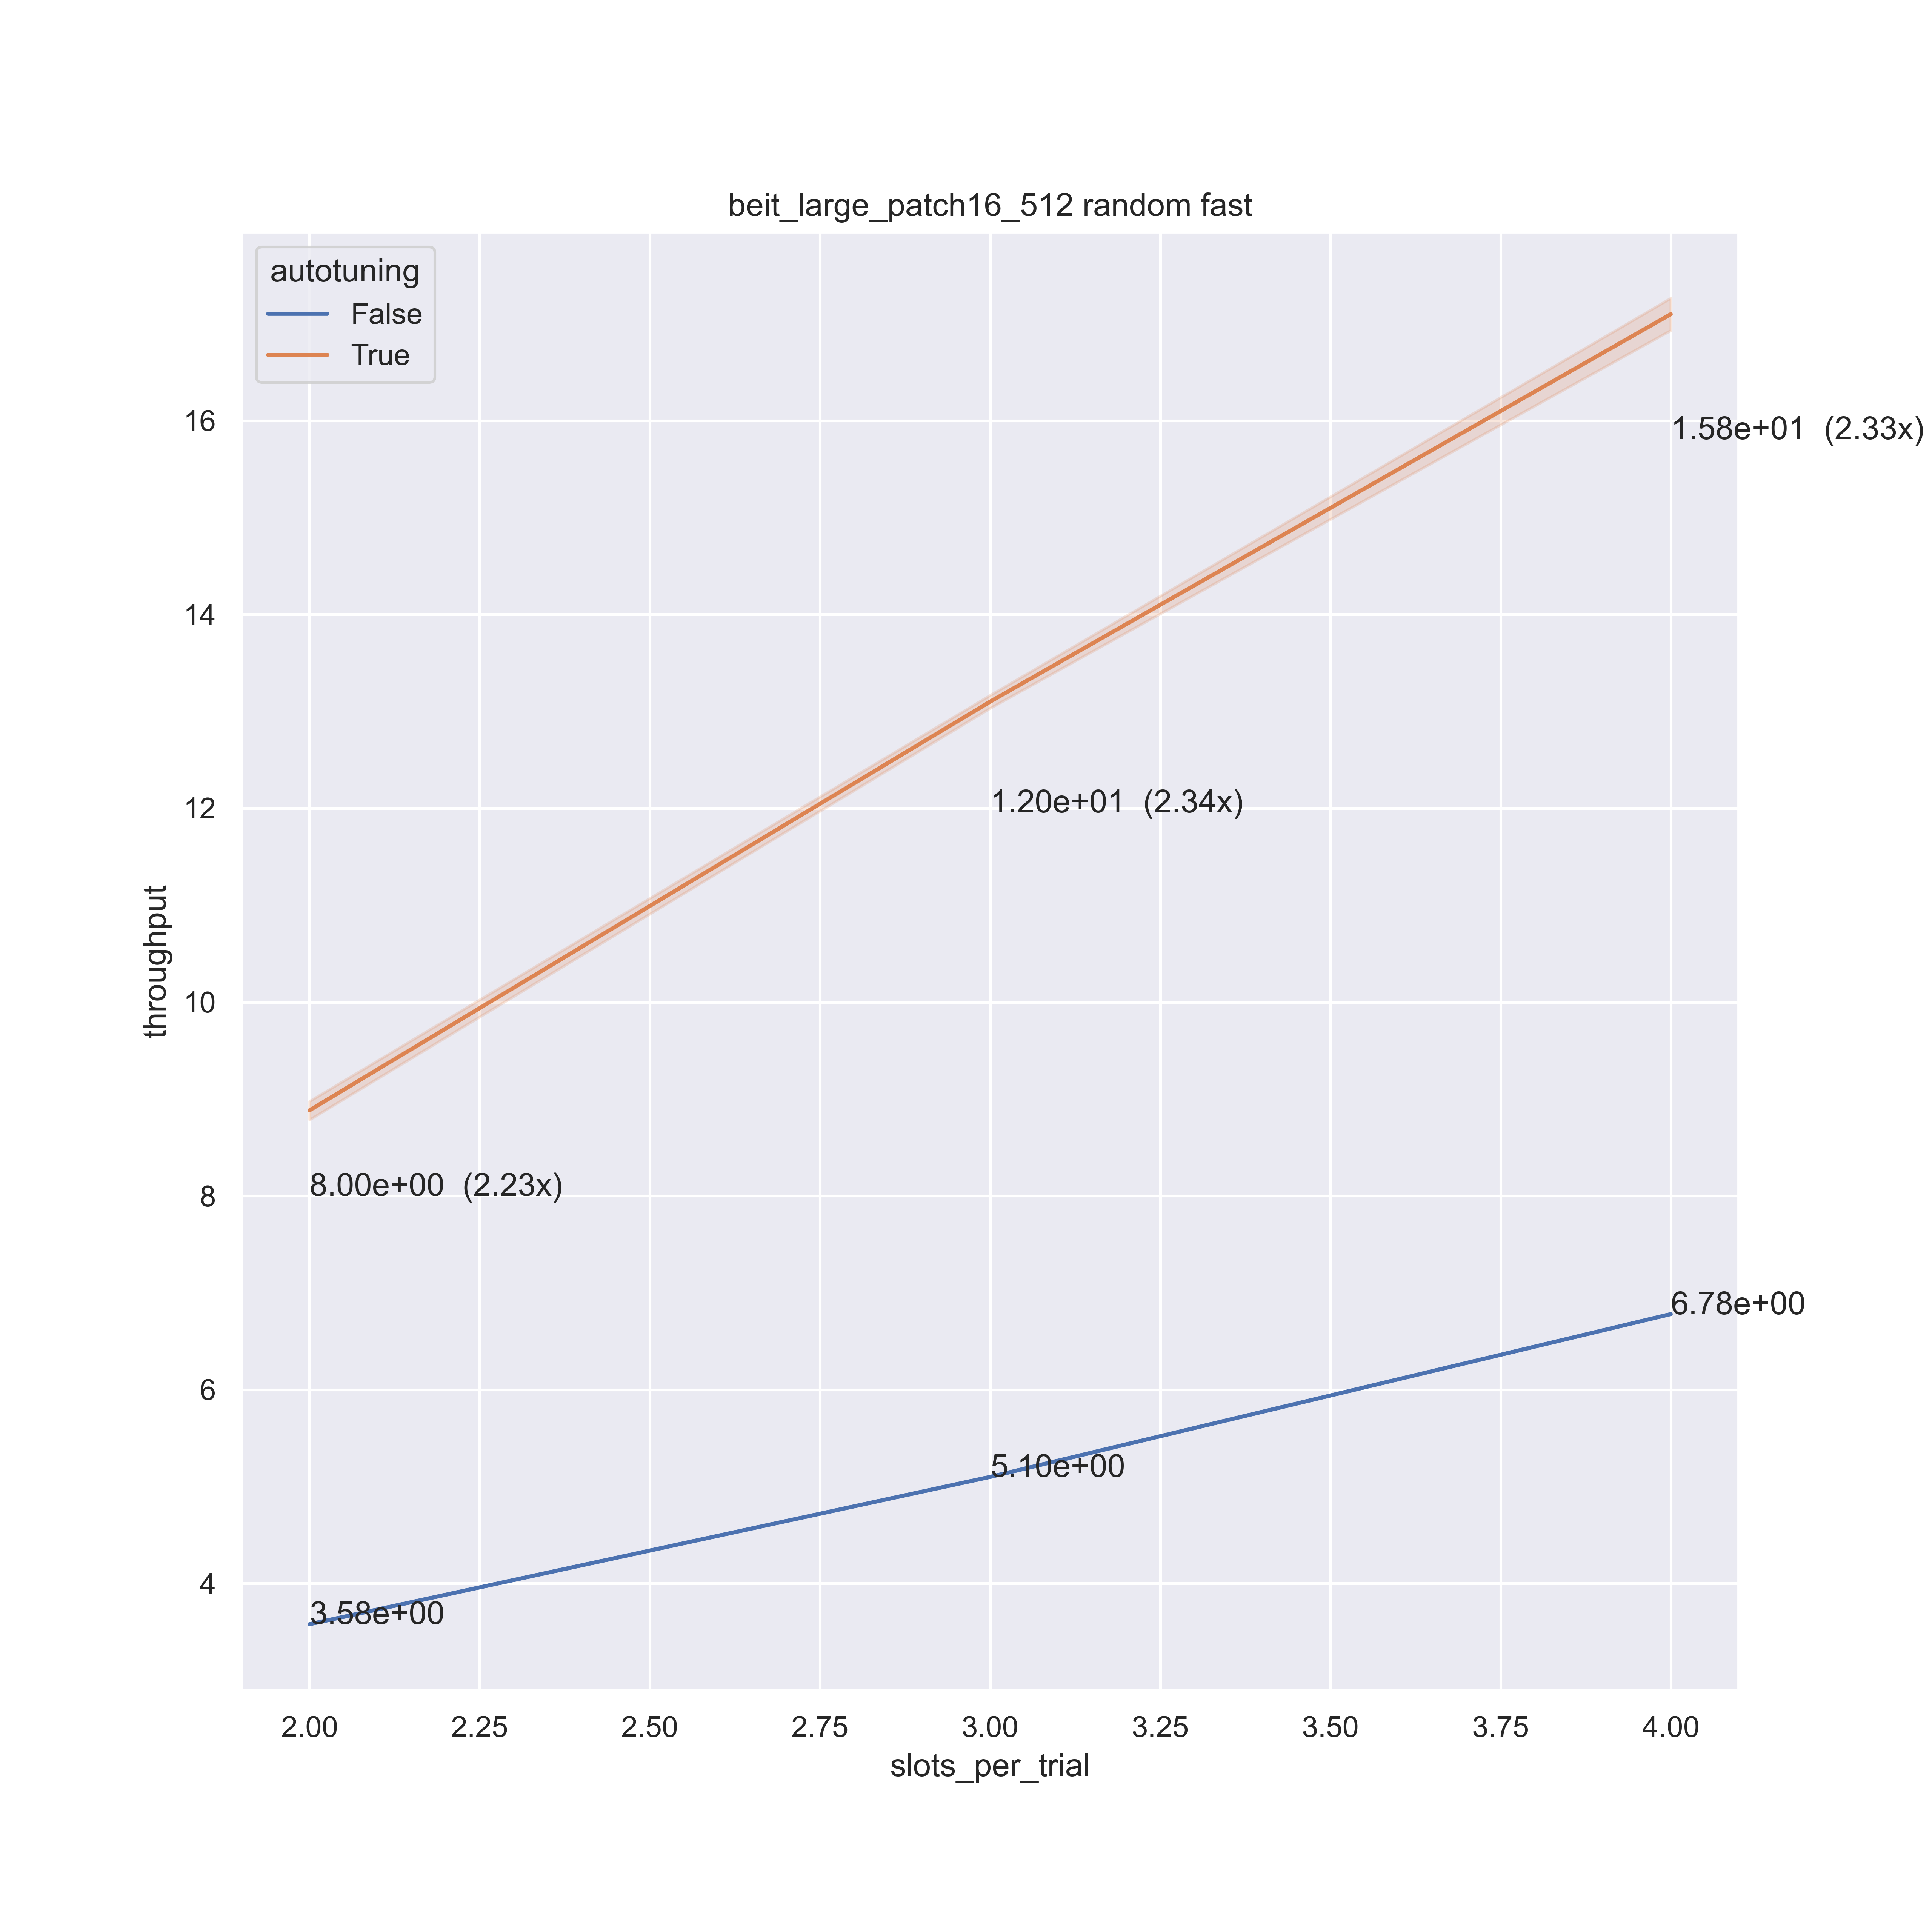 beit_large_patch16_512 random fast
autotuning
False
True
16
14
12
10
8
6
4
throughput
1.58e+01 (2.33x)
1.20e+01 (2.34x)
8.00e+00 (2.23x)
6.78e+00
5.10e+00
3.58e+00
2.00 2.25 2.50 2.75 3.00 3.25 3.50 3.75 4.00
slots_per_trial